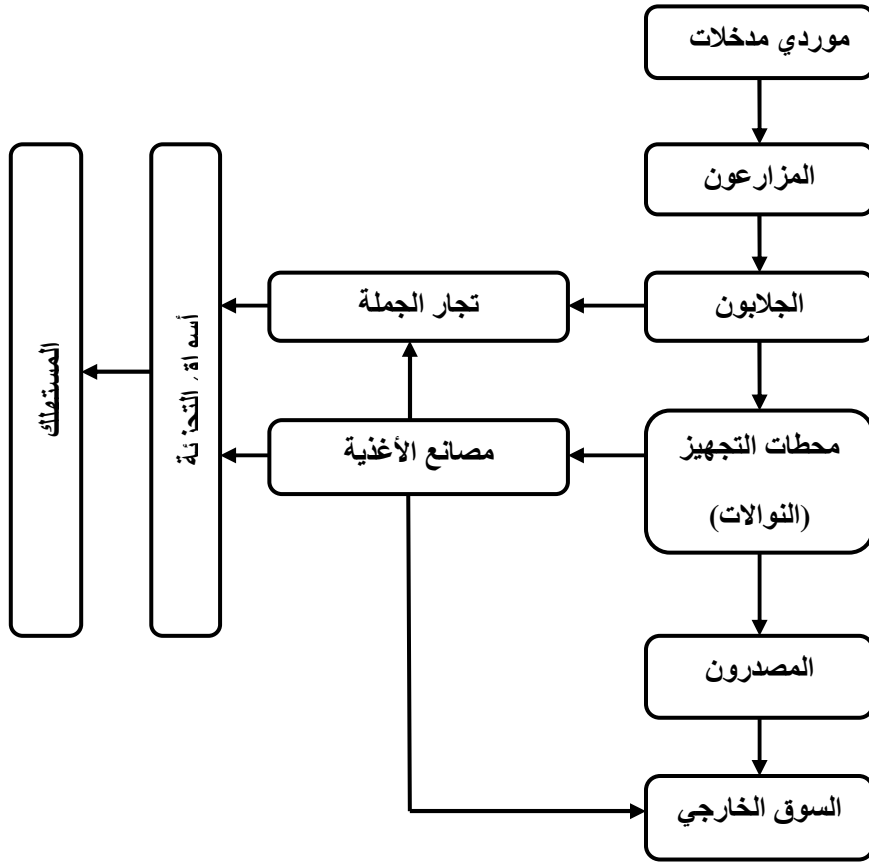 موردي مدخلات
المزارعون
الجلابون
تجار الجملة
أسواق التجزئة
المستهلك
محطات التجهيز
(النوالات)
مصانع الأغذية
المصدرون
السوق الخارجي